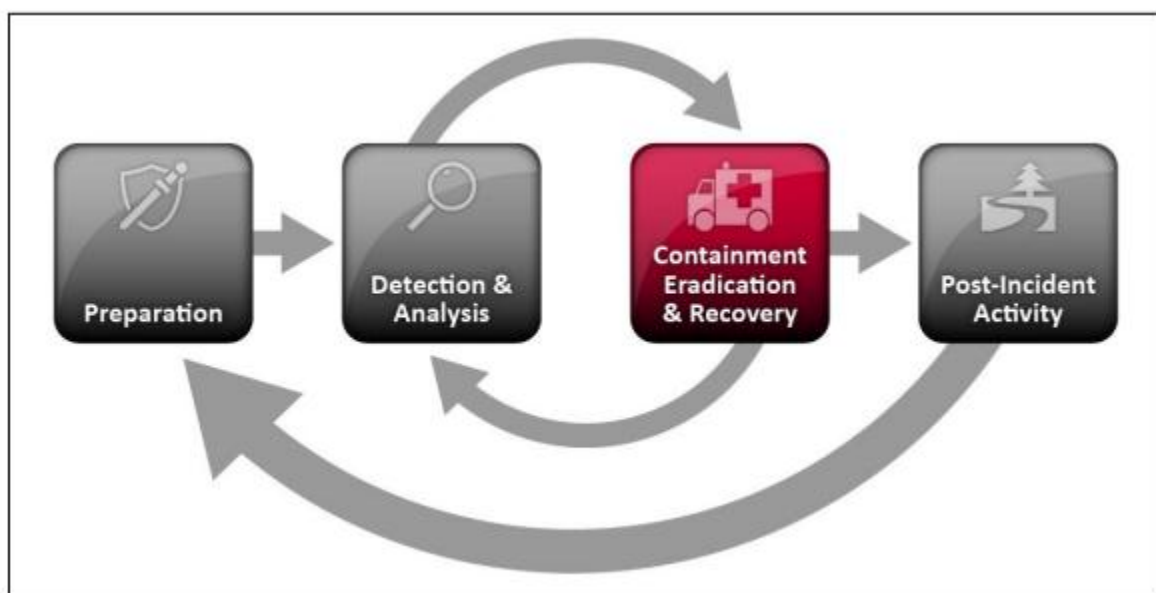 Preparation
Detection &
Analysis
Containment
Eradication
& Recovery
Post-Incident
Activity